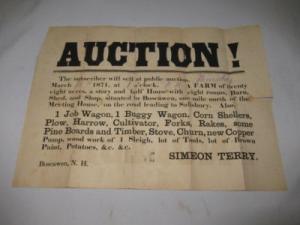 AUCTION!
The subscriber will sell at public auction,
March 1871, at 1 o'clock, A FARM of twenty
eight acres, a story and half House with eight rooms, Barn,
Shed, and Shop, situated in Boscawen, one mile north of the
Meeting House, on the road leading to Salisbury. Also,
1 Job Wagon, 1 Buggy Wagon, Corn Shellers,
Plow, Harrow, Cultivator, Forks, Rakes, some
Pine Boards and Timber, Stove, Churn, new Copper
Pump, wood work of 1 Sleigh, lot of Tools, lot of Brown
Paint, Potatoes, &c &c.
SIMEON TERRY.
Boscawen, N. H.